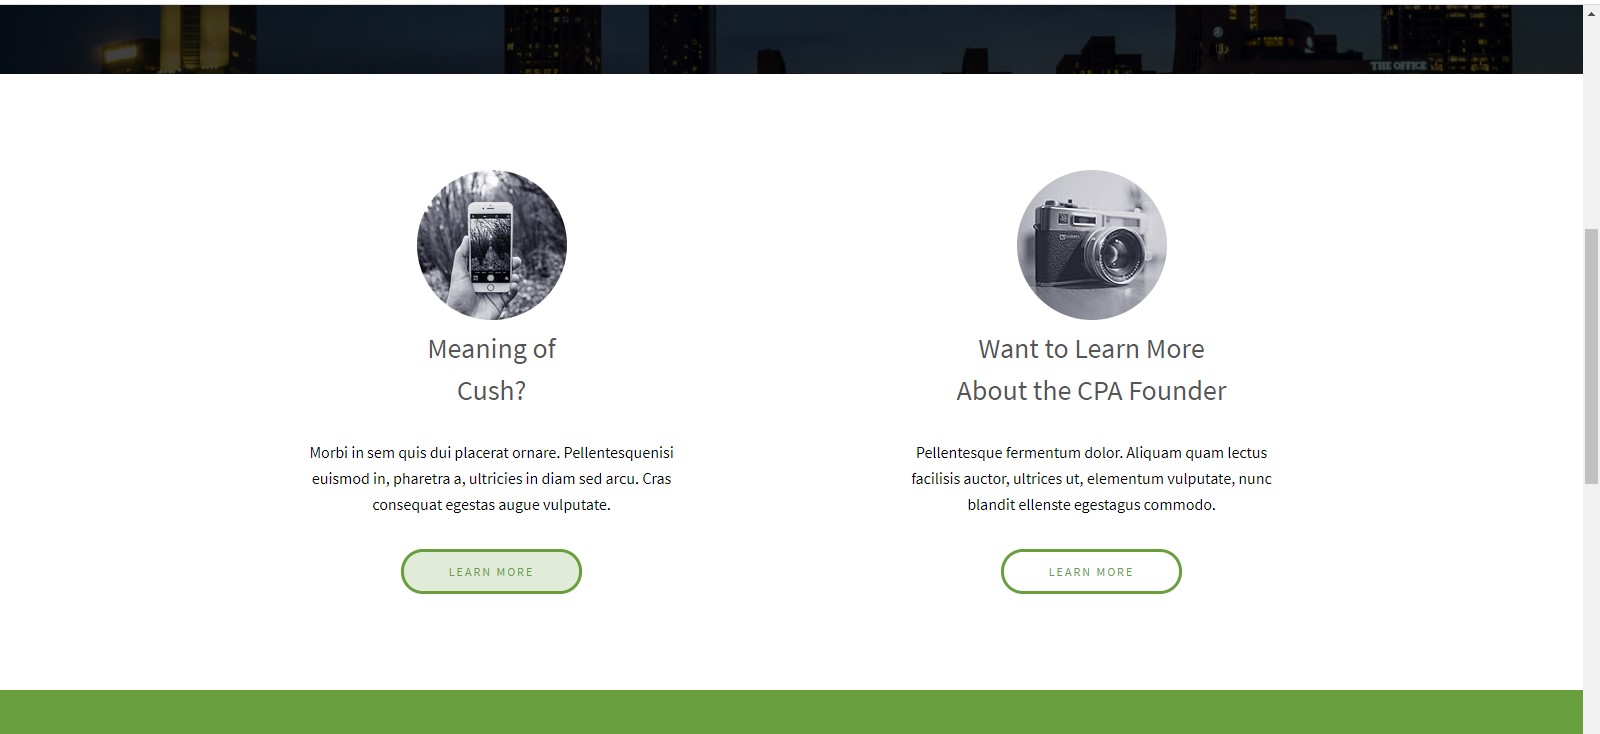 THE OFFICE
Meaning of
Cush?
Morbi in sem quis dui placerat ornare. Pellentesquenisi
euismod in, pharetra a, ultricies in diam sed arcu. Cras
consequat egestas augue vulputate.
LEARN MORE
Want to Learn More
About the CPA Founder
Pellentesque fermentum dolor. Aliquam quam lectus
facilisis auctor, ultrices ut, elementum vulputate, nunc
blandit ellenste egestagus commodo.
LEARN MORE